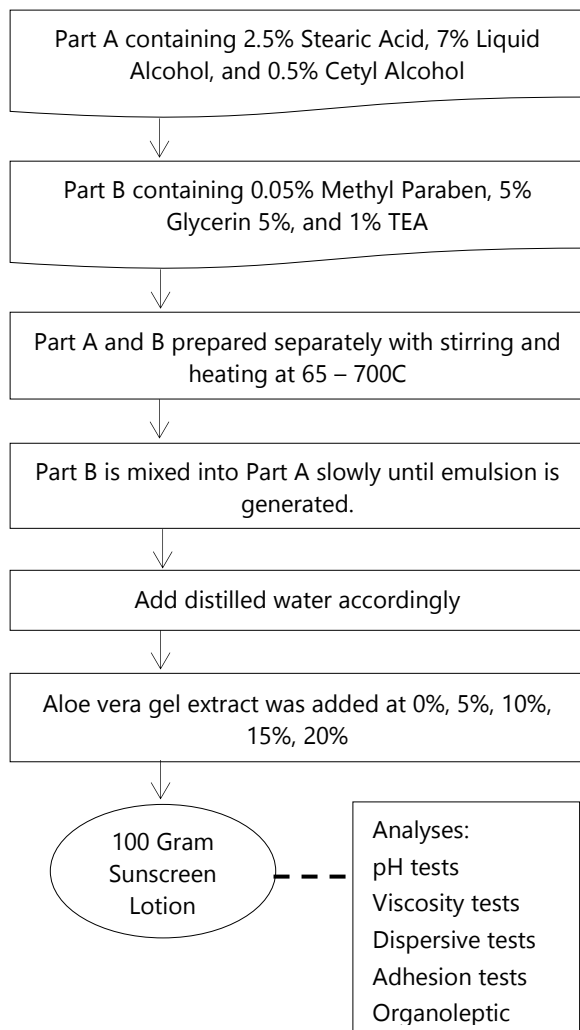 Part A containing 2.5% Stearic Acid, 7% Liquid
Alcohol, and 0.5% Cetyl Alcohol
Part B containing 0.05% Methyl Paraben, 5%
Glycerin 5%, and 1% TEA
Part A and B prepared separately with stirring and
heating at 65 – 700C
Part B is mixed into Part A slowly until emulsion is
generated.
Add distilled water accordingly
Aloe vera gel extract was added at 0%, 5%, 10%,
15%, 20%
100 Gram
Sunscreen
Lotion
Analyses:
pH tests
Viscosity tests
Dispersive tests
Adhesion tests
Organoleptic